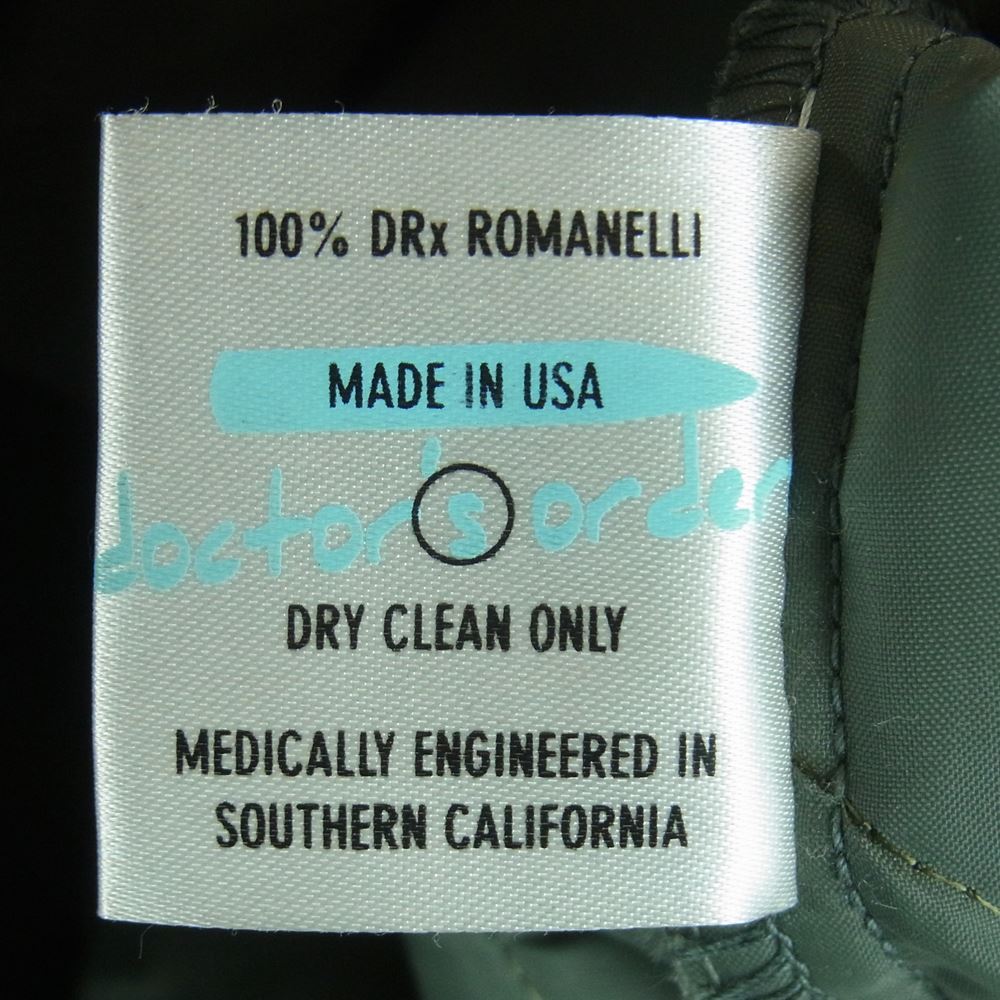 100% DRx ROMANELLI
MADE IN USA
doctor's order
DRY CLEAN ONLY
MEDICALLY ENGINEERED IN
SOUTHERN CALIFORNIA